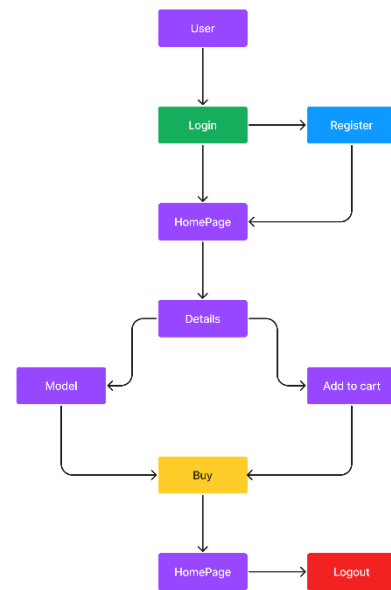 User
Login
Register
HomePage
Details
Model
Add to cart
Buy
HomePage
Logout